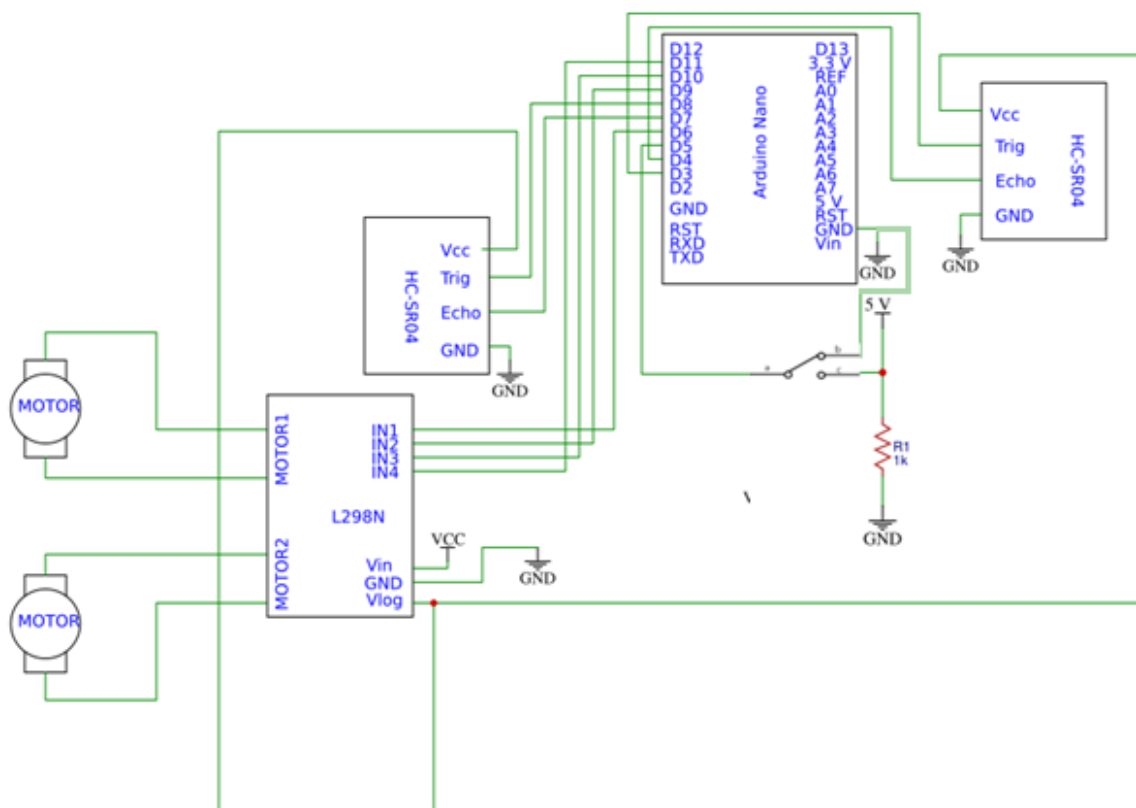 D12
D11
D10
D9
D8
D7
D6
D5
D4
D3
D2
GND
RST
RXD
TXD
Arduino Nano
D13
3.3 V
REF
A0
A1
A2
A3
A4
A5
A6
A7
5 V
RST
GND
Vin
GND
Vcc
Trig
Echo
GND
HC-SR04
GND
HC-SR04
Vcc
Trig
Echo
GND
GND
5 V
a
b
c
R1
1k
GND
MOTOR
MOTOR
MOTOR1
MOTOR2
IN1
IN2
IN3
IN4
L298N
Vin
GND
Vlog
VCC
GND